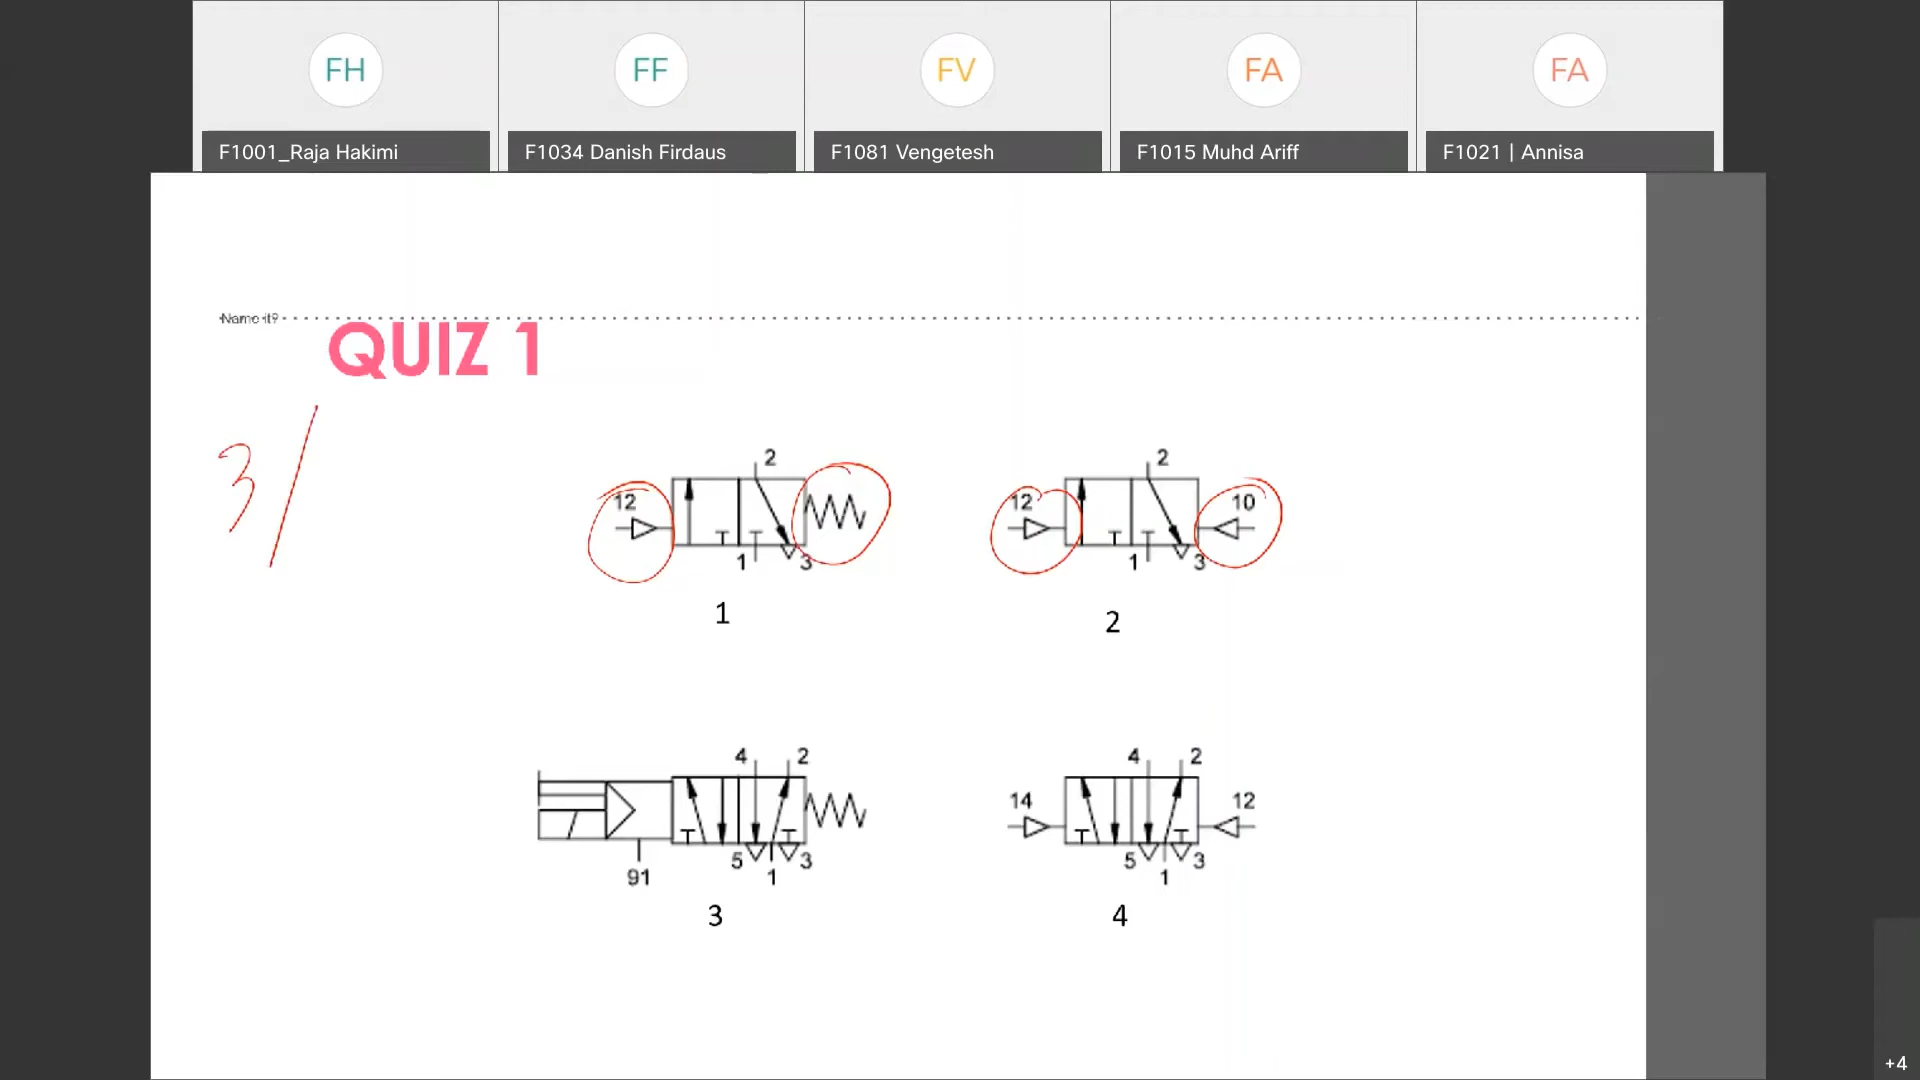 FH FF FV FA FA
F1001_Raja Hakimi F1034 Danish Firdaus F1081 Vengetesh F1015 Muhd Ariff F1021 | Annisa
Name it?
QUIZ 1
3/
2 2
12 12 10
1 3 1 3
1 2
4 2 4 2
14 12
5 3 5 3
91 1 1
3 4
+4